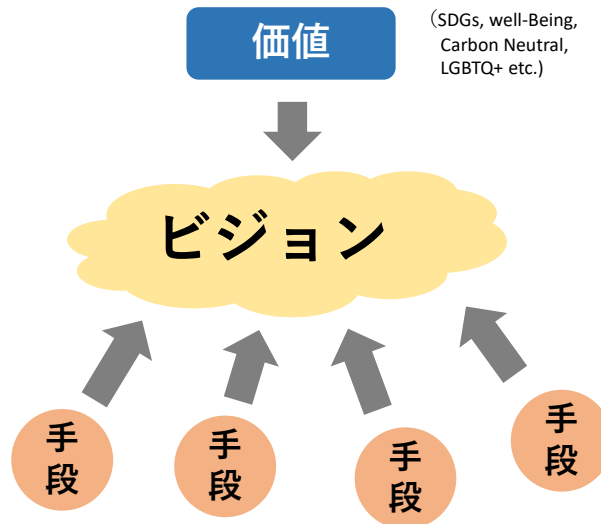 価値
（SDGs, well-Being,
Carbon Neutral,
LGBTQ+ etc.)
ビジョン
手
段
手
段
手
段
手
段